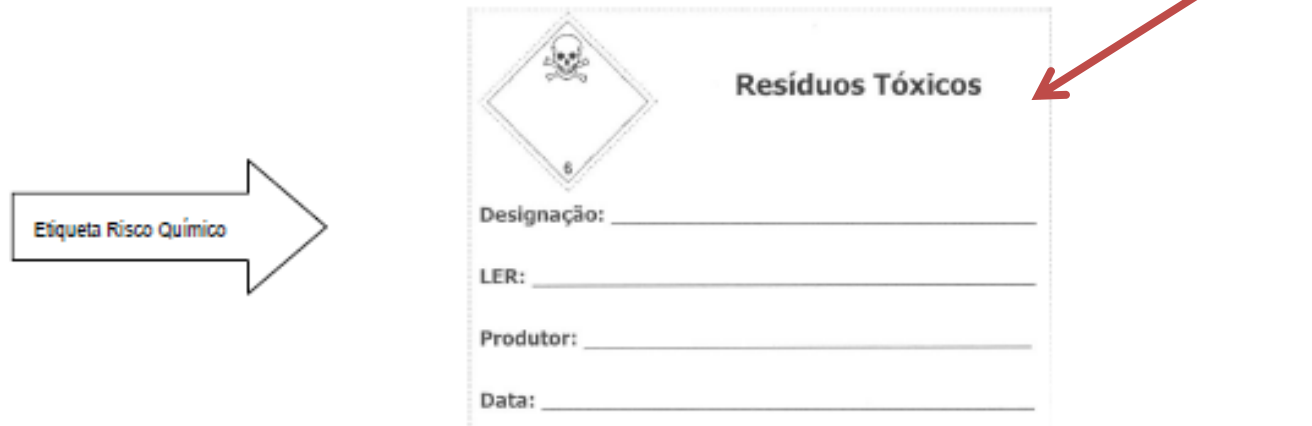 Resíduos Tóxicos
6
Etiqueta Risco Químico
Designação:
LER:
Produtor:
Data: